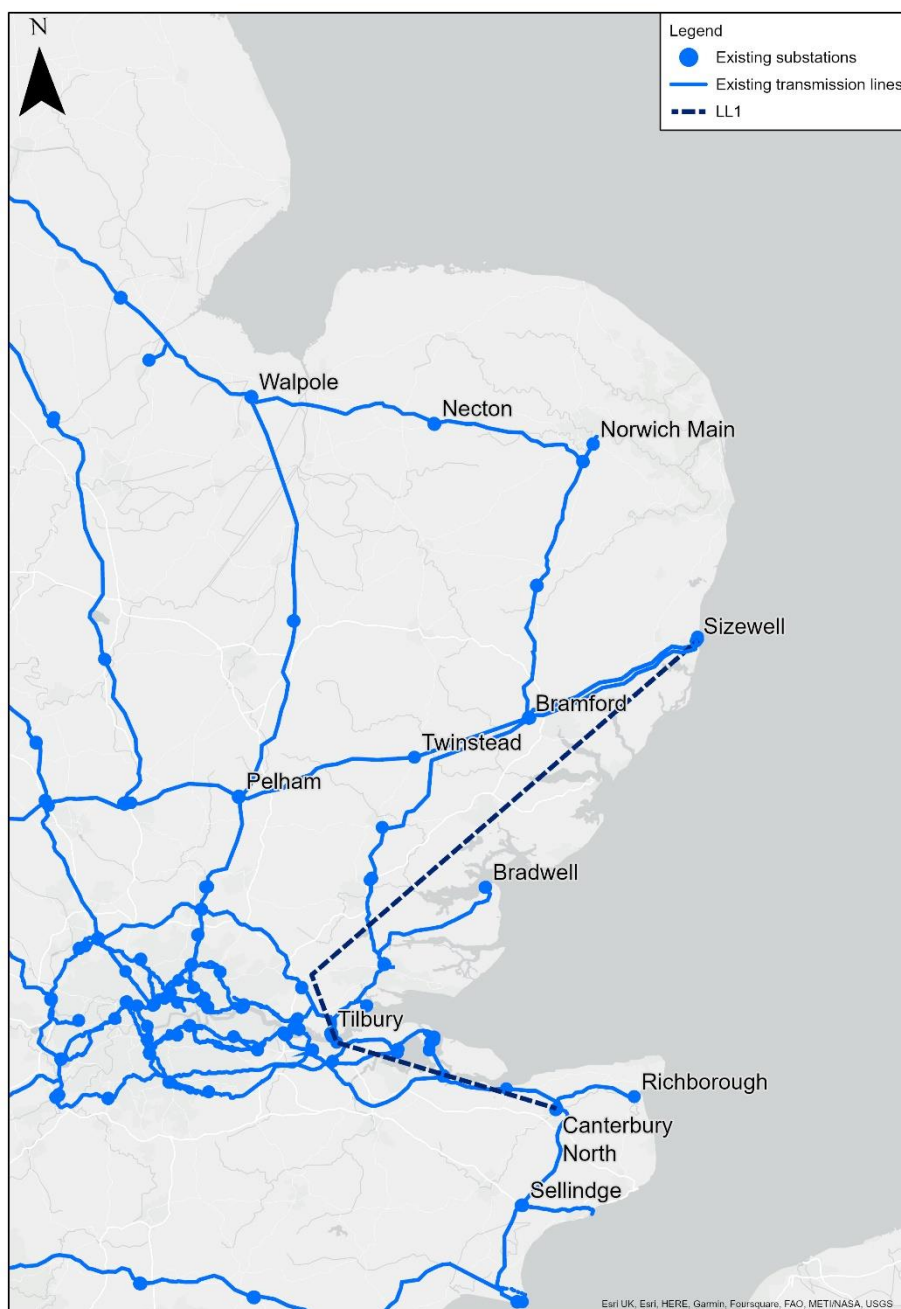 N
Legend
Existing substations
Existing transmission lines
LL1
Walpole
Necton
Norwich Main
Sizewell
Bramford
Twinstead
Pelham
Bradwell
Tilbury
Richborough
Canterbury
North
Sellindge
Esri UK, Esri, HERE, Garmin, Foursquare, FAO, METI/NASA, USGS